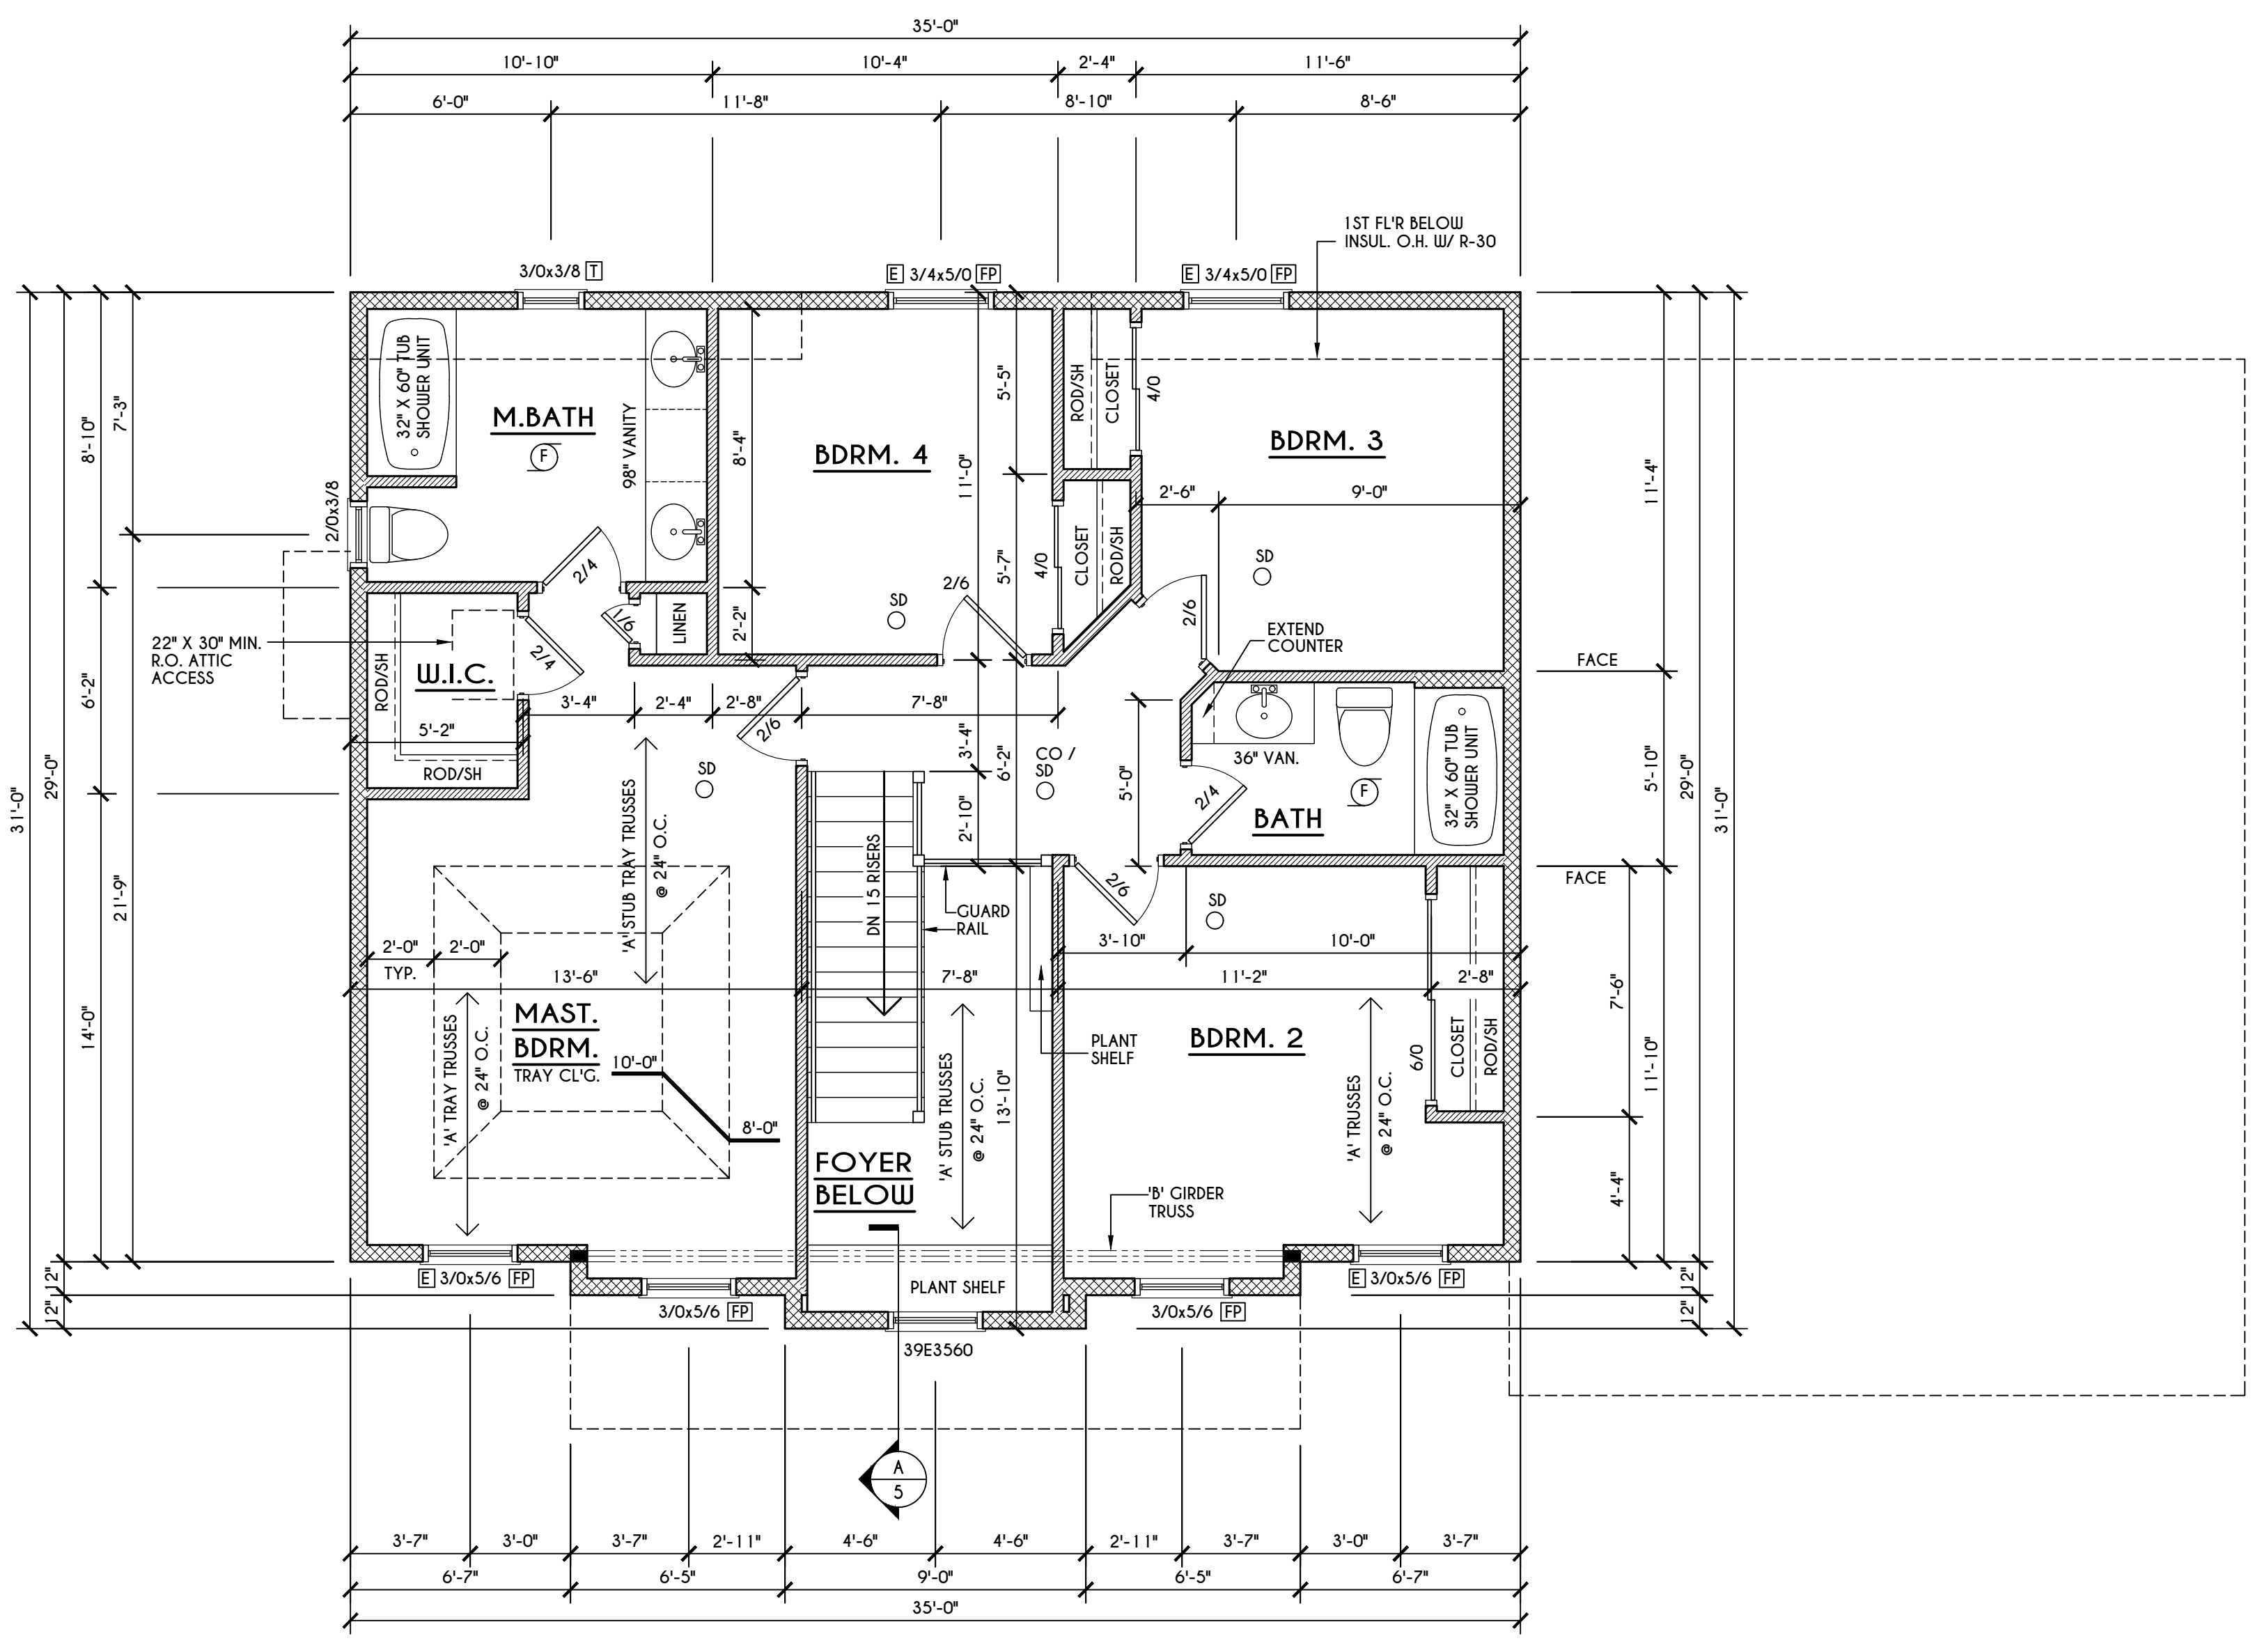 35'-0"
10'-10" 10'-4" 2'-4" 11'-6"
6'-0" 11'-8" 8'-10" 8'-6"
1ST FL'R BELOW
INSUL. O.H. W/ R-30
3/0x3/8 T
E 3/4x5/0 FP
E 3/4x5/0 FP
31'-0"
29'-0"
8'-10"
6'-2"
14'-0"
7'-3"
21'-9"
12"
12"
2/0x3/8
22" X 30" MIN.
R.O. ATTIC
ACCESS
32" X 60" TUB
SHOWER UNIT
M.BATH
F
98" VANITY
2/4
1/6
LINEN
2/4
W.I.C.
ROD/SH
5'-2"
ROD/SH
8'-4"
2'-2"
BDRM. 4
SD
2/6
11'-0"
5'-5"
5'-7"
4/0
ROD/SH
CLOSET
4/0
CLOSET
ROD/SH
BDRM. 3
2'-6" 9'-0"
SD
2/6
EXTEND
COUNTER
3'-4" 2'-4" 2'-8" 7'-8"
2/6
SD
3'-4"
2'-10"
6'-2"
CO /
SD
5'-0"
36" VAN.
2/4
F
BATH
32" X 60" TUB
SHOWER UNIT
FACE
FACE
11'-4"
5'-10"
11'-10"
7'-6"
4'-4"
29'-0"
31'-0"
12"
12"
'A' STUB TRAY TRUSSES
@ 24" O.C.
2'-0" 2'-0"
TYP.
13'-6" 7'-8" 11'-2" 2'-8"
MAST.
BDRM.
TRAY CL'G.
10'-0"
8'-0"
'A' TRAY TRUSSES
@ 24" O.C.
DN 15 RISERS
GUARD
RAIL
PLANT
SHELF
'A' STUB TRUSSES
@ 24" O.C.
13'-10"
FOYER
BELOW
PLANT SHELF
2/6
SD
3'-10" 10'-0"
BDRM. 2
6/0
CLOSET
ROD/SH
'A' TRUSSES
@ 24" O.C.
'B' GIRDER
TRUSS
E 3/0x5/6 FP
3/0x5/6 FP
39E3560
3/0x5/6 FP
E 3/0x5/6 FP
A
5
3'-7" 3'-0" 3'-7" 2'-11" 4'-6" 4'-6" 2'-11" 3'-7" 3'-0" 3'-7"
6'-7" 6'-5" 9'-0" 6'-5" 6'-7"
35'-0"